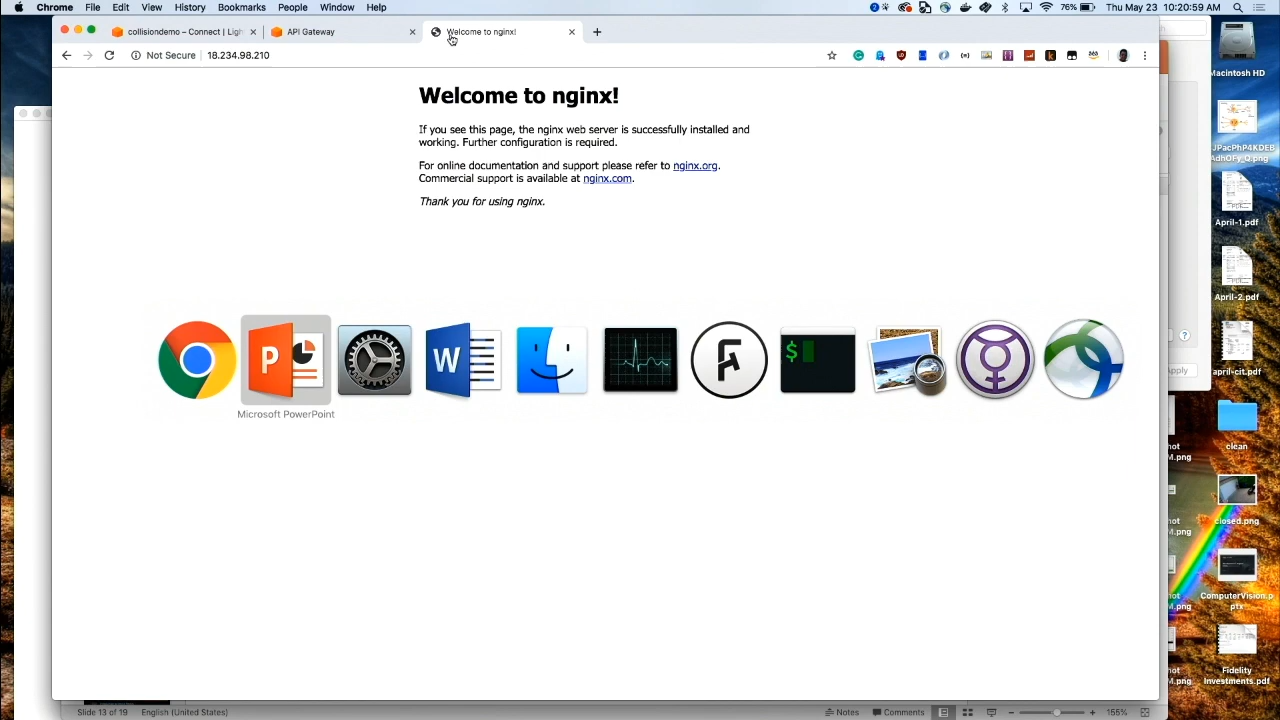 Chrome File Edit View History Bookmarks People Window Help
76% Thu May 23 10:20:59 AM
collisiondemo – Connect | Ligh
API Gateway
Welcome to nginx!
Not Secure 18.234.98.210
Welcome to nginx!
If you see this page, the nginx web server is successfully installed and
working. Further configuration is required.
For online documentation and support please refer to nginx.org.
Commercial support is available at nginx.com.
Thank you for using nginx.
Microsoft PowerPoint
Macintosh HD
JPacPhP4KDEB
AdhOFy_Q.png
April-1.pdf
April-2.pdf
april-cit.pdf
Apply
clean
closed.png
ComputerVision.p
ptx
Fidelity
Investments.pdf
Slide 13 of 19 English (United States)
Notes Comments 155%